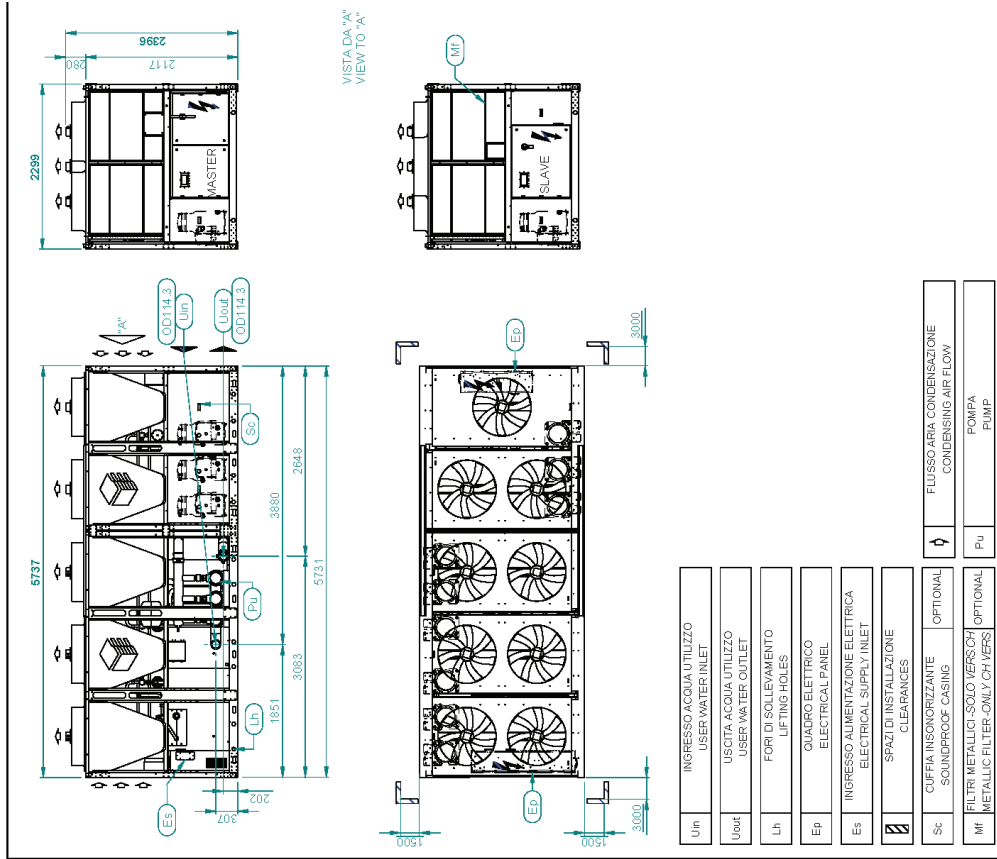 2396
280
2117
2299
MASTER
VISTA DA "A"
VIEW TO "A"
Mf
SLAVE
5737
OD114.3
Uin
"A"
Uout
OD114.3
Sc
Pu
Lh
Es
2648
3880
5731
3083
1851
202
307
3000
Ep
Ep
3000
1500
1500
Uin
INGRESSO ACQUA UTILIZZO
USER WATER INLET
Uout
USCITA ACQUA UTILIZZO
USER WATER OUTLET
Lh
FORI DI SOLLEVAMENTO
LIFTING HOLES
Ep
QUADRO ELETTRICO
ELECTRICAL PANEL
Es
INGRESSO ALIMENTAZIONE ELETTRICA
ELECTRICAL SUPPLY INLET
SPAZI DI INSTALLAZIONE
CLEARANCES
Sc
CUFFIA INSONORIZZANTE
SOUNDPROOF CASING
OPTIONAL
FLUSSO ARIA CONDENSAZIONE
CONDENSING AIR FLOW
Mf
FILTRI METALLICI-SOLO VERS.CH
METALLIC FILTER-ONLY CH VERS.
OPTIONAL
Pu
POMPA
PUMP